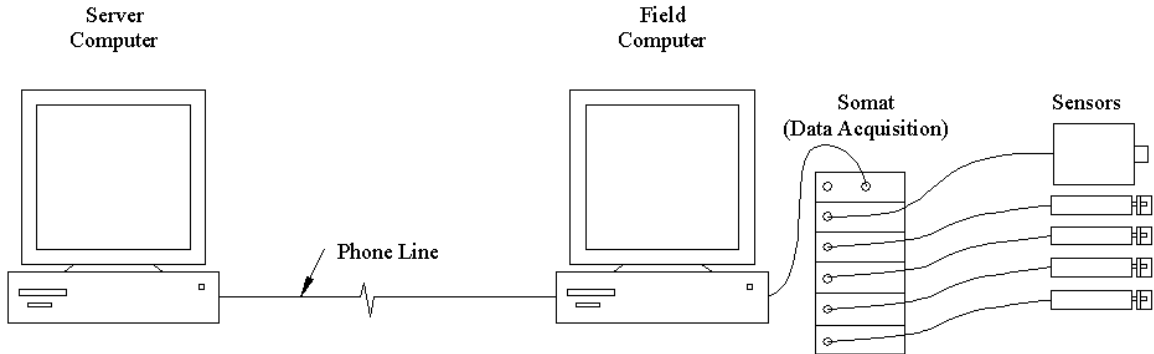 Server
Computer
Field
Computer
Somat
(Data Acquisition)
Sensors
Phone Line